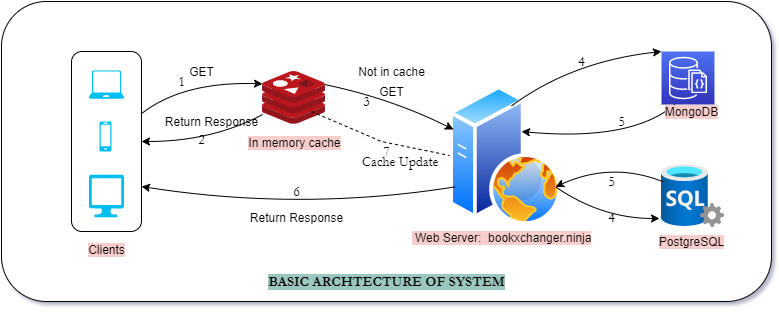 GET
1
Return Response
2
In memory cache
Not in cache
GET
3
7
Cache Update
4
MongoDB
5
5
SQL
4
PostgreSQL
6
Return Response
Web Server: bookxchanger.ninja
Clients
BASIC ARCHTECTURE OF SYSTEM